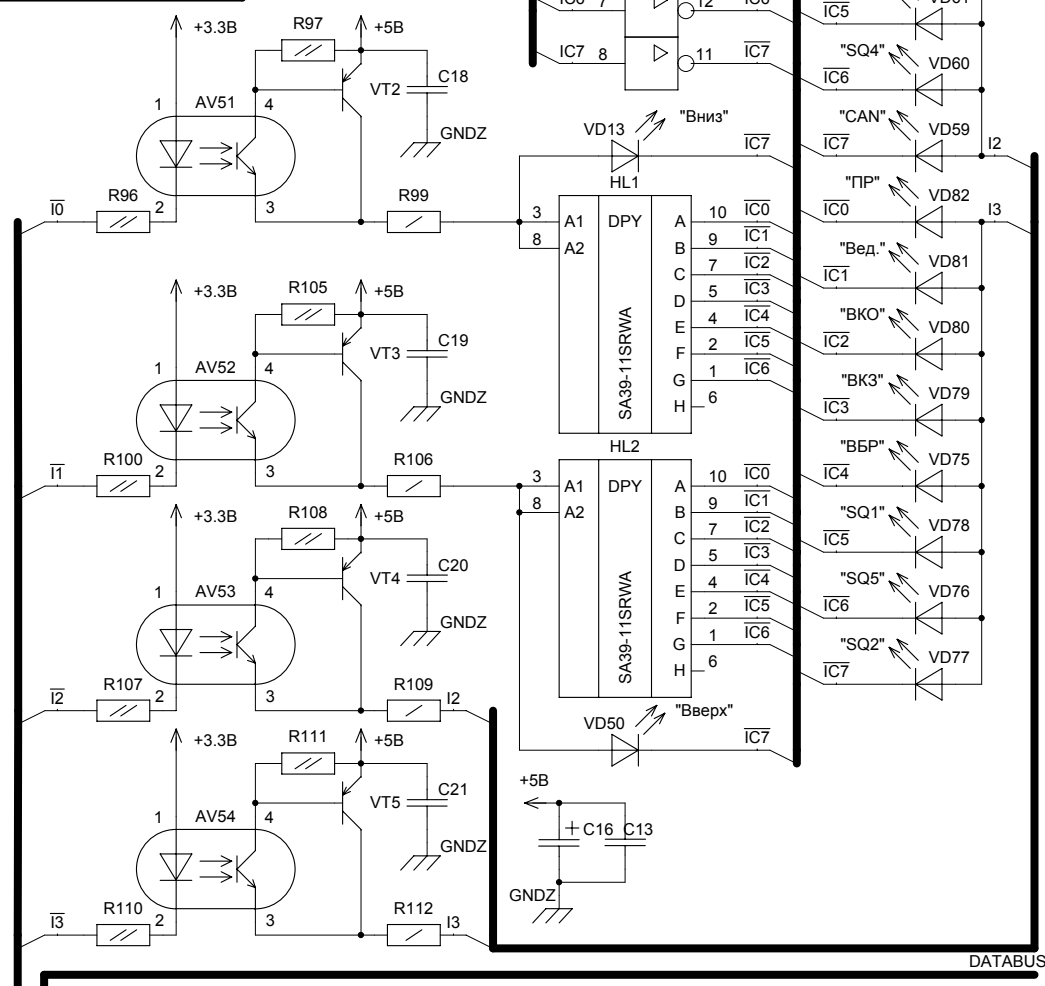 +3.3В
R97
+5В
C18
VT2
1
AV51
4
GNDZ
I0
R96
2
3
R99
+3.3В
R105
+5В
C19
VT3
1
AV52
4
GNDZ
I1
R100
2
3
R106
+3.3В
R108
+5В
C20
VT4
1
AV53
4
GNDZ
I2
R107
2
3
R109
I2
+3.3В
R111
+5В
C21
VT5
1
AV54
4
GNDZ
I3
R110
2
3
R112
I3
7
12
IC7
8
11
IC7
VD13
"Вниз"
IC7
HL1
3
A1
DPY
A
10
IC0
8
A2
B
9
IC1
C
7
IC2
D
5
IC3
E
4
IC4
F
2
IC5
G
1
IC6
H
6
SA39-11SRWA
HL2
3
A1
DPY
A
10
IC0
8
A2
B
9
IC1
C
7
IC2
D
5
IC3
E
4
IC4
F
2
IC5
G
1
IC6
H
6
SA39-11SRWA
VD50
"Вверх"
IC7
+5В
+
C16
C13
GNDZ
IC5
"SQ4"
VD60
IC6
"CAN"
VD59
IC7
I2
"ПР"
VD82
IC0
I3
"Вед."
VD81
IC1
"ВКО"
VD80
IC2
"ВКЗ"
VD79
IC3
"ВБР"
VD75
IC4
"SQ1"
VD78
IC5
"SQ5"
VD76
IC6
"SQ2"
VD77
IC7
DATABUS